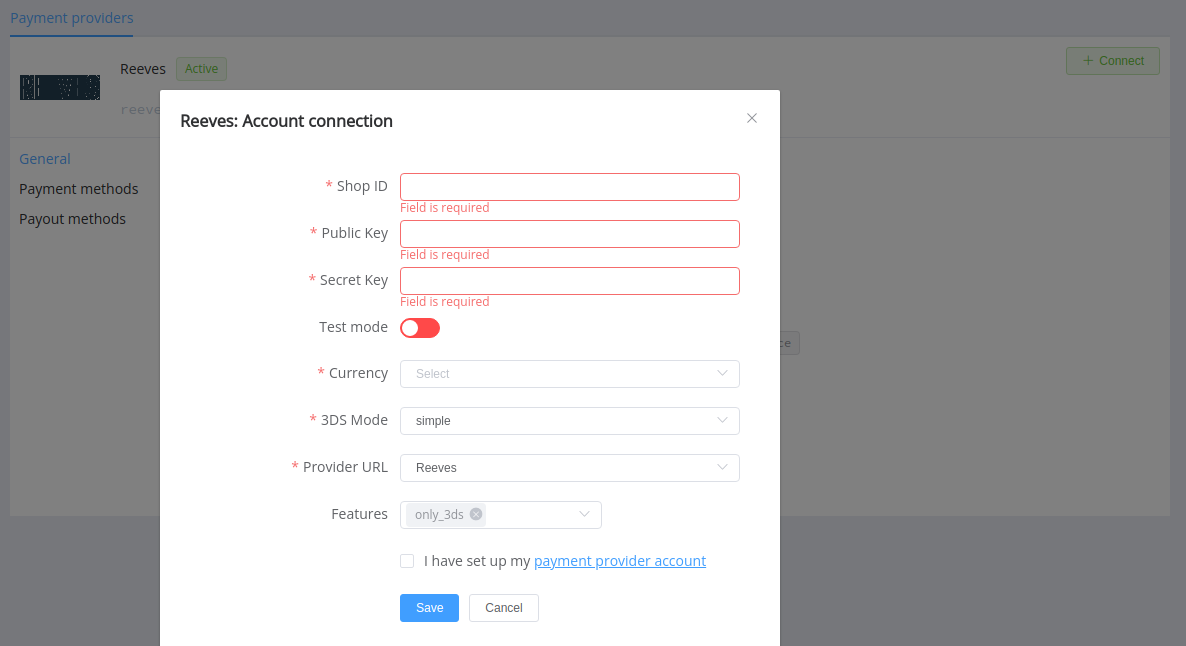 Payment providers
Reeves Active
+ Connect
reeve
Reeves: Account connection
General
Payment methods
Payout methods
* Shop ID
Field is required
* Public Key
Field is required
* Secret Key
Field is required
Test mode
ce
* Currency Select
* 3DS Mode simple
* Provider URL Reeves
Features only_3ds
I have set up my payment provider account
Save Cancel